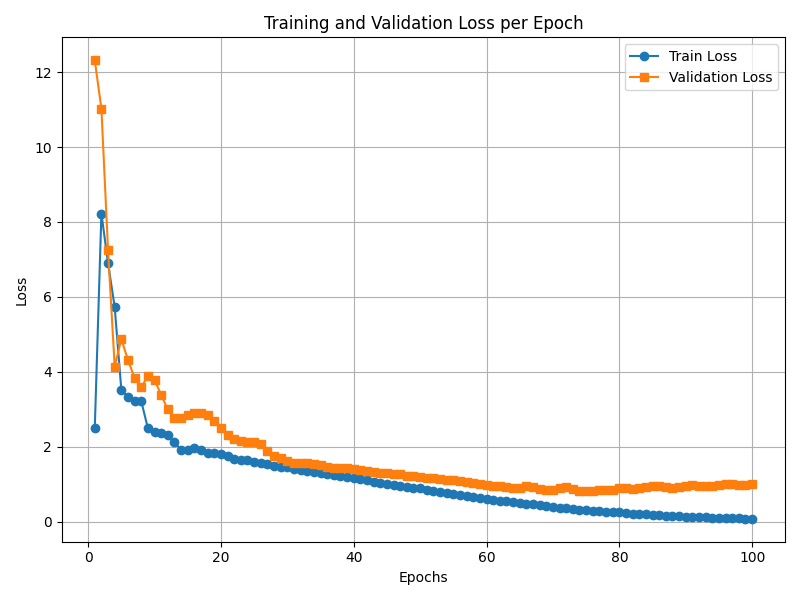 Training and Validation Loss per Epoch
Train Loss
Validation Loss
Loss
12
10
8
6
4
2
0
0 20 40 60 80 100
Epochs